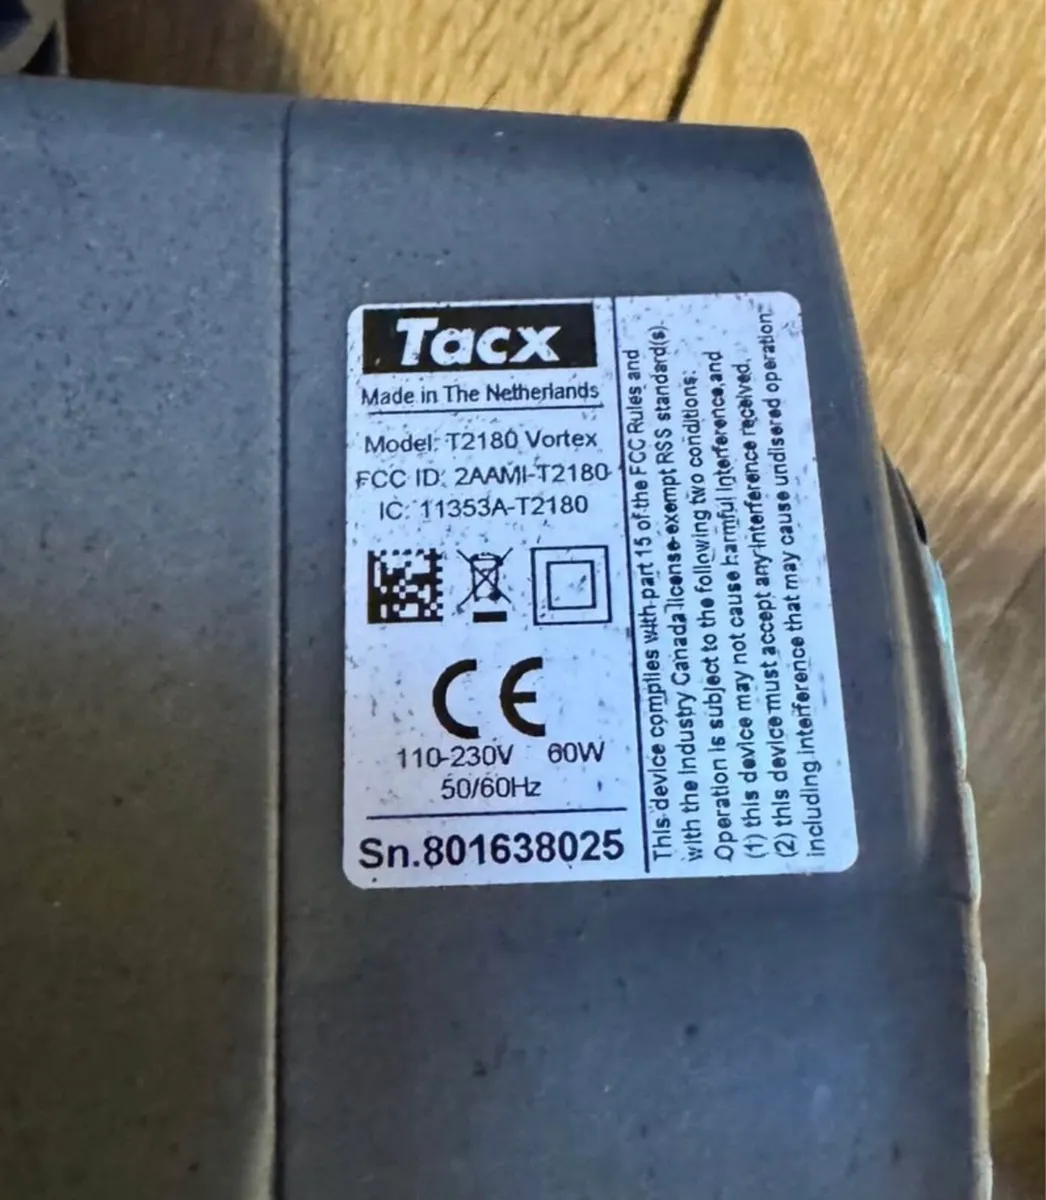 Tacx
Made in The Netherlands
Model: T2180 Vortex
FCC ID: 2AAMI-T2180
IC: 11353A-T2180
CE
110-230V 60W
50/60Hz
Sn.801638025
This device complies with part 15 of the FCC Rules and
with the Industry Canada license-exempt RSS standard(s).
Operation is subject to the following two conditions:
(1) this device may not cause harmful Interference, and
(2) this device must accept any Interference received,
including interference that may cause undisered operation.